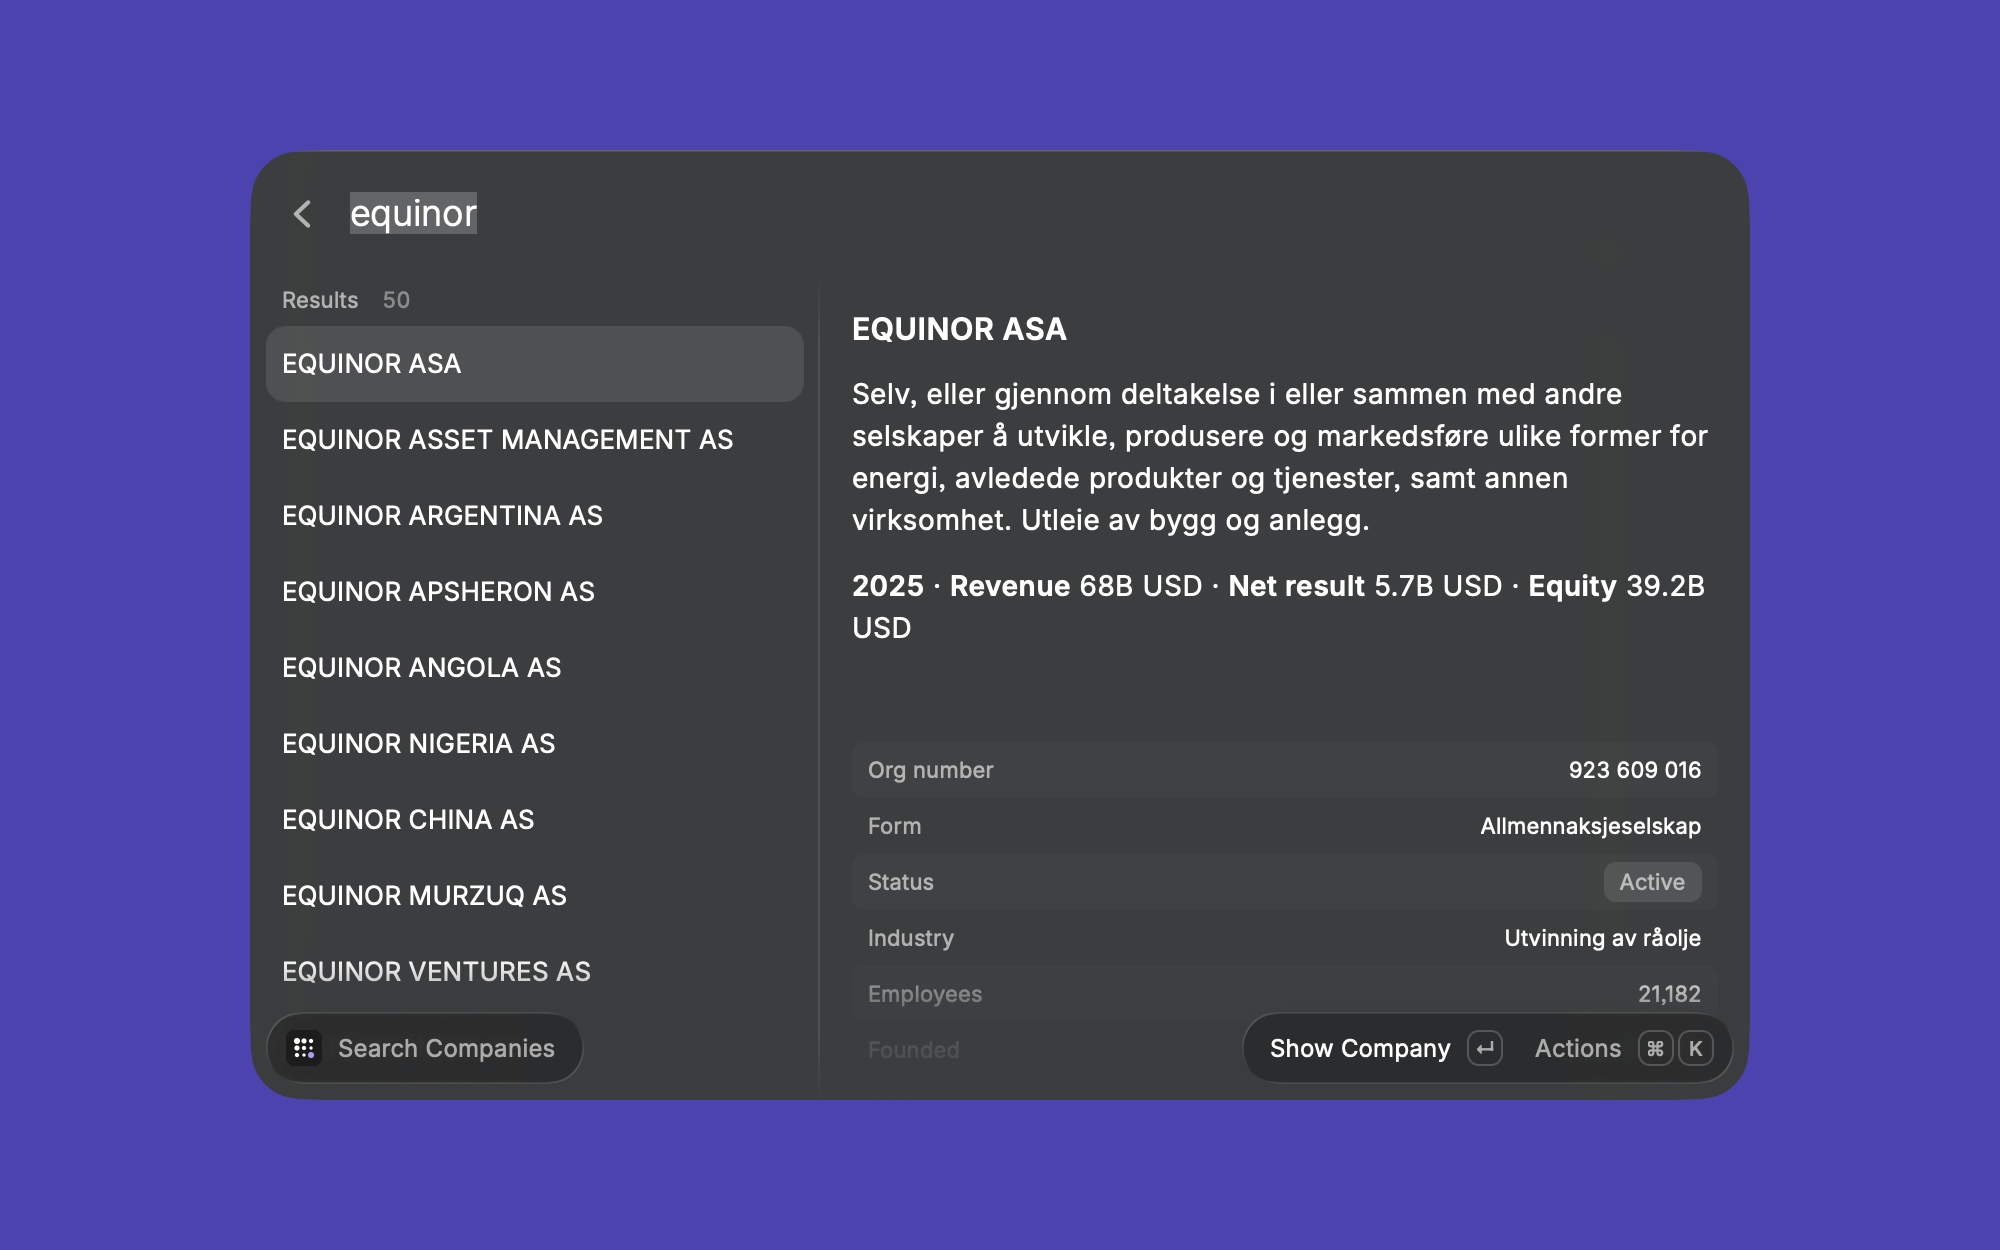 equinor
Results 50
EQUINOR ASA
EQUINOR ASSET MANAGEMENT AS
EQUINOR ARGENTINA AS
EQUINOR APSHERON AS
EQUINOR ANGOLA AS
EQUINOR NIGERIA AS
EQUINOR CHINA AS
EQUINOR MURZUQ AS
EQUINOR VENTURES AS
Search Companies
EQUINOR ASA
Selv, eller gjennom deltakelse i eller sammen med andre
selskaper å utvikle, produsere og markedsføre ulike former for
energi, avledede produkter og tjenester, samt annen
virksomhet. Utleie av bygg og anlegg.
2025 · Revenue 68B USD · Net result 5.7B USD · Equity 39.2B
USD
Org number 923 609 016
Form Allmennaksjeselskap
Status Active
Industry Utvinning av råolje
Employees 21,182
Founded
Show Company ↵ Actions ⌘ K